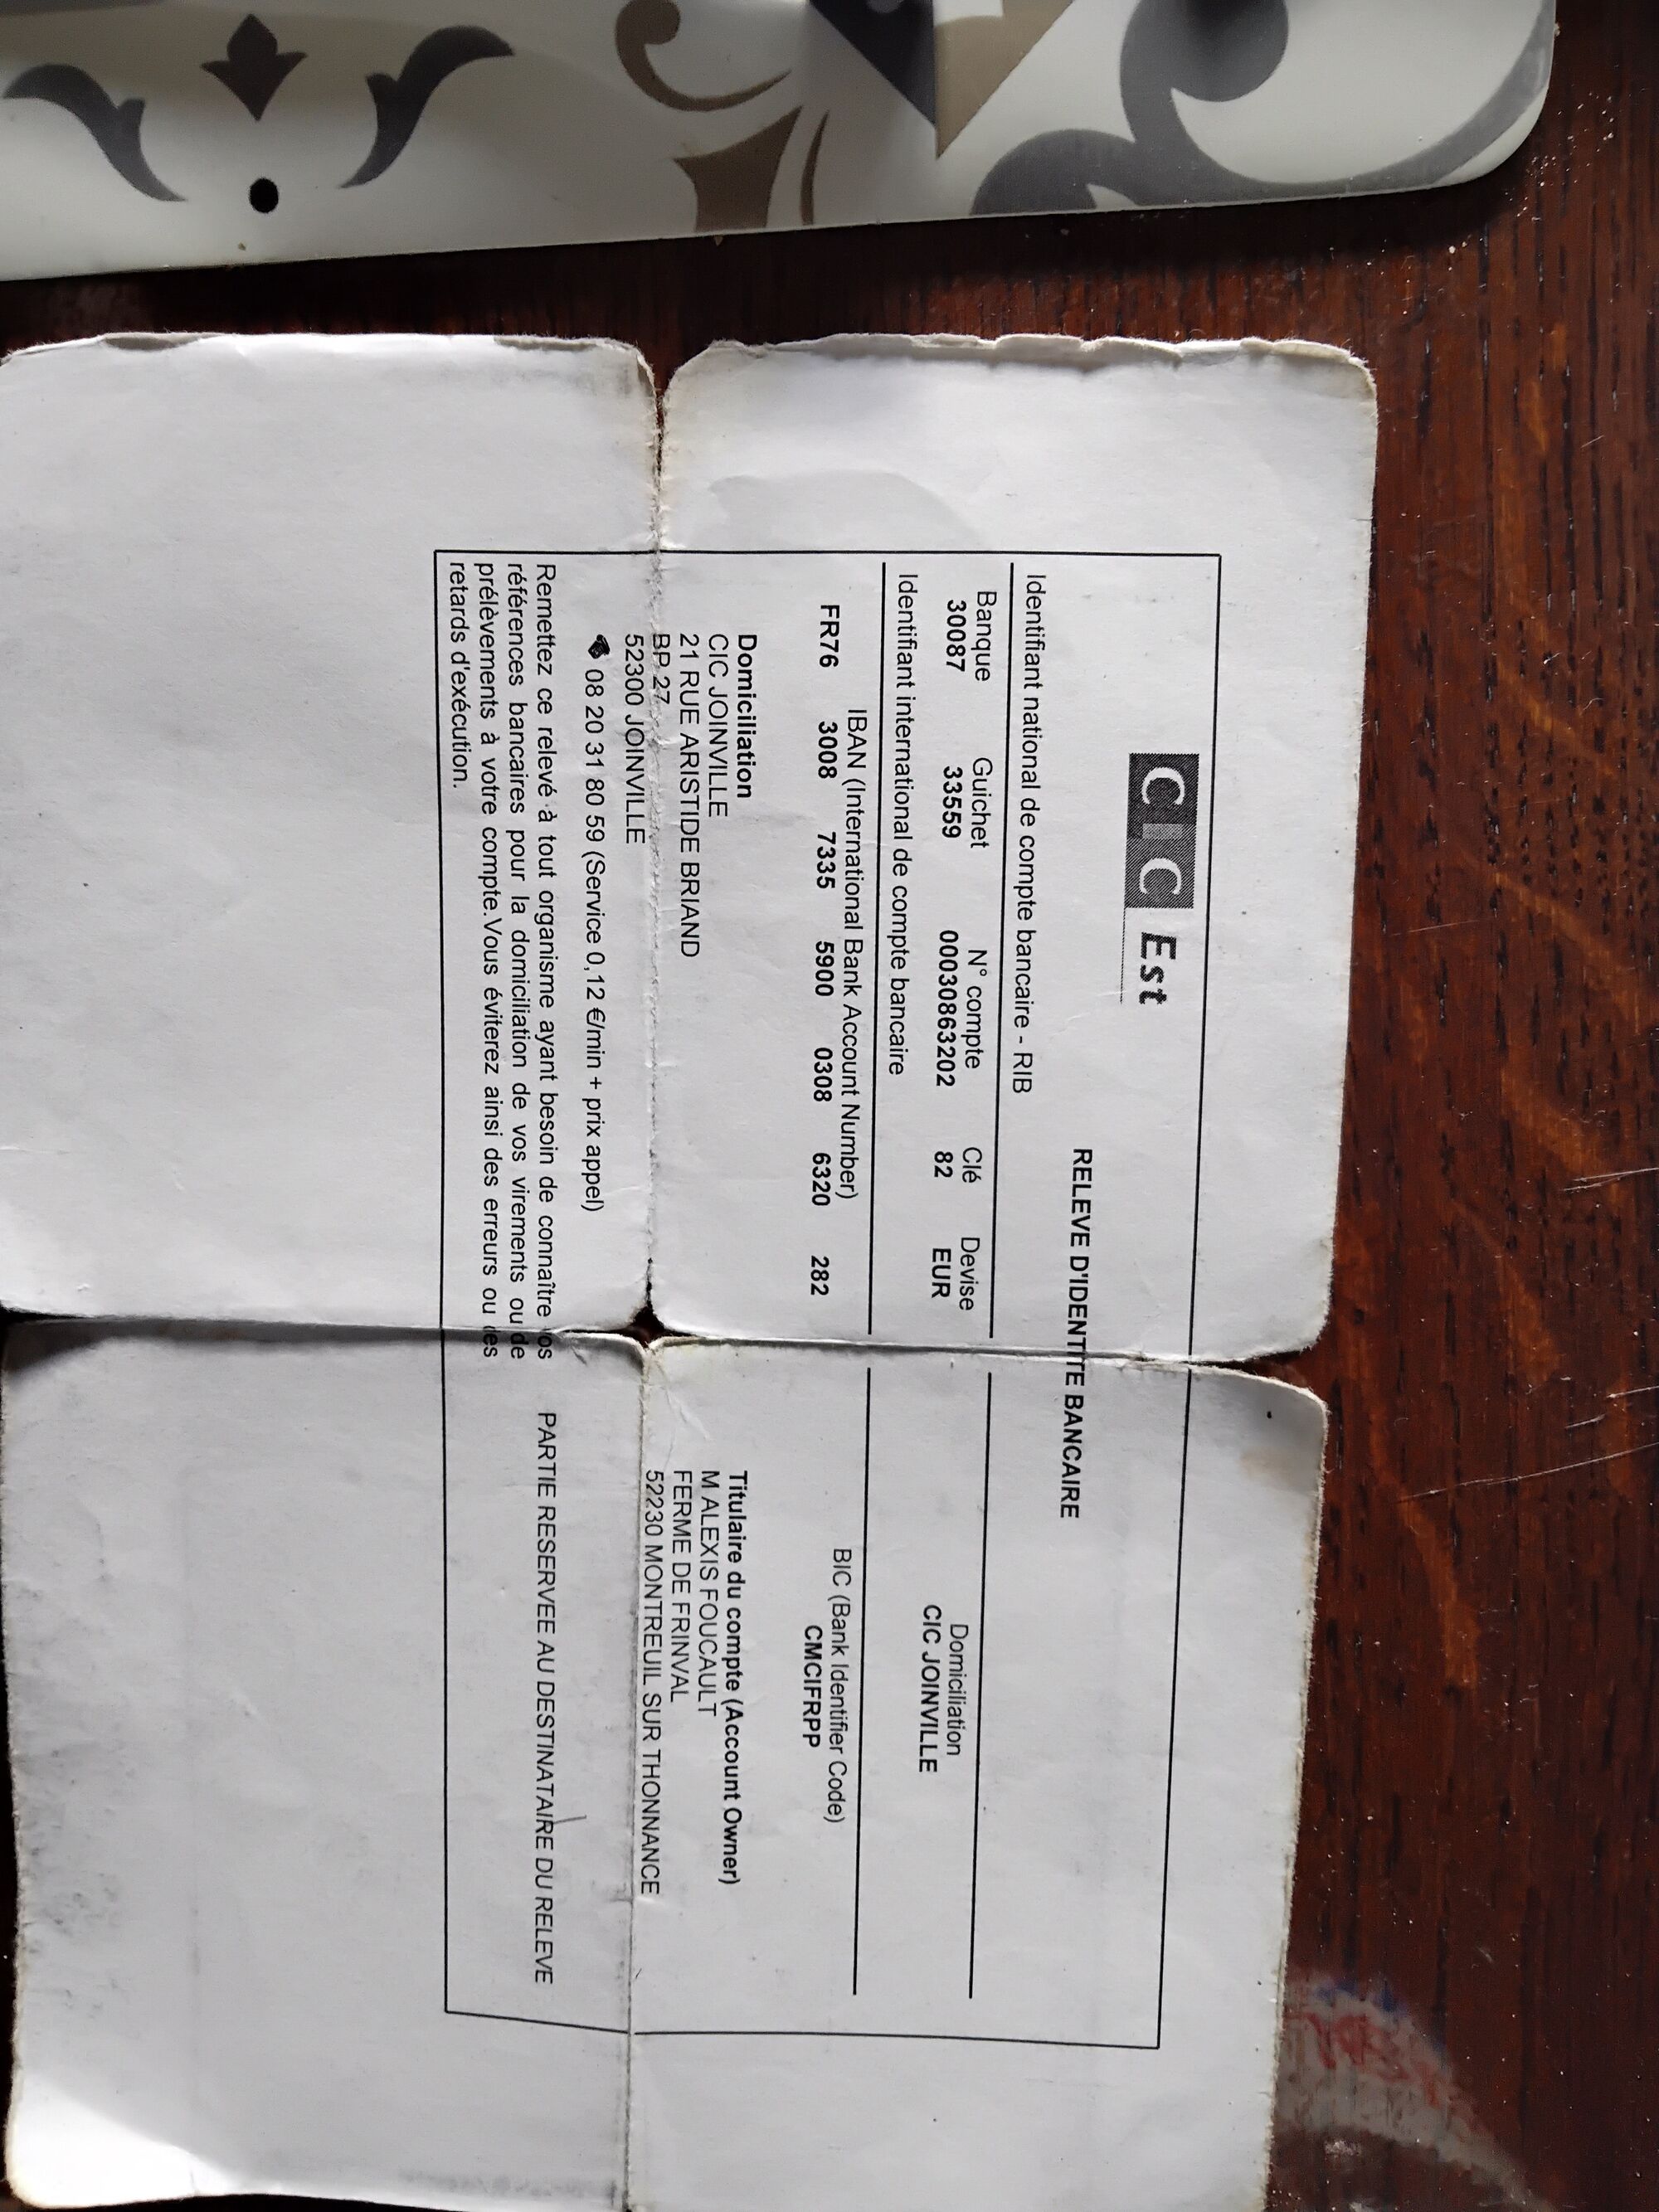 CIC Est
RELEVE D'IDENTITE BANCAIRE
Identifiant national de compte bancaire - RIB
Banque Guichet N° compte Clé Devise Domiciliation
30087 33559 00030863202 82 EUR CIC JOINVILLE
Identifiant international de compte bancaire
IBAN (International Bank Account Number) BIC (Bank Identifier Code)
FR76 3008 7335 5900 0308 6320 282 CMCIFRPP
Domiciliation Titulaire du compte (Account Owner)
CIC JOINVILLE M ALEXIS FOUCAULT
21 RUE ARISTIDE BRIAND FERME DE FRINVAL
BP 27 52230 MONTREUIL SUR THONNANCE
52300 JOINVILLE
08 20 31 80 59 (Service 0,12 €/min + prix appel)
Remettez ce relevé à tout organisme ayant besoin de connaître vos PARTIE RESERVEE AU DESTINATAIRE DU RELEVE
références bancaires pour la domiciliation de vos virements ou de
prélèvements à votre compte.Vous éviterez ainsi des erreurs ou des
retards d'exécution.